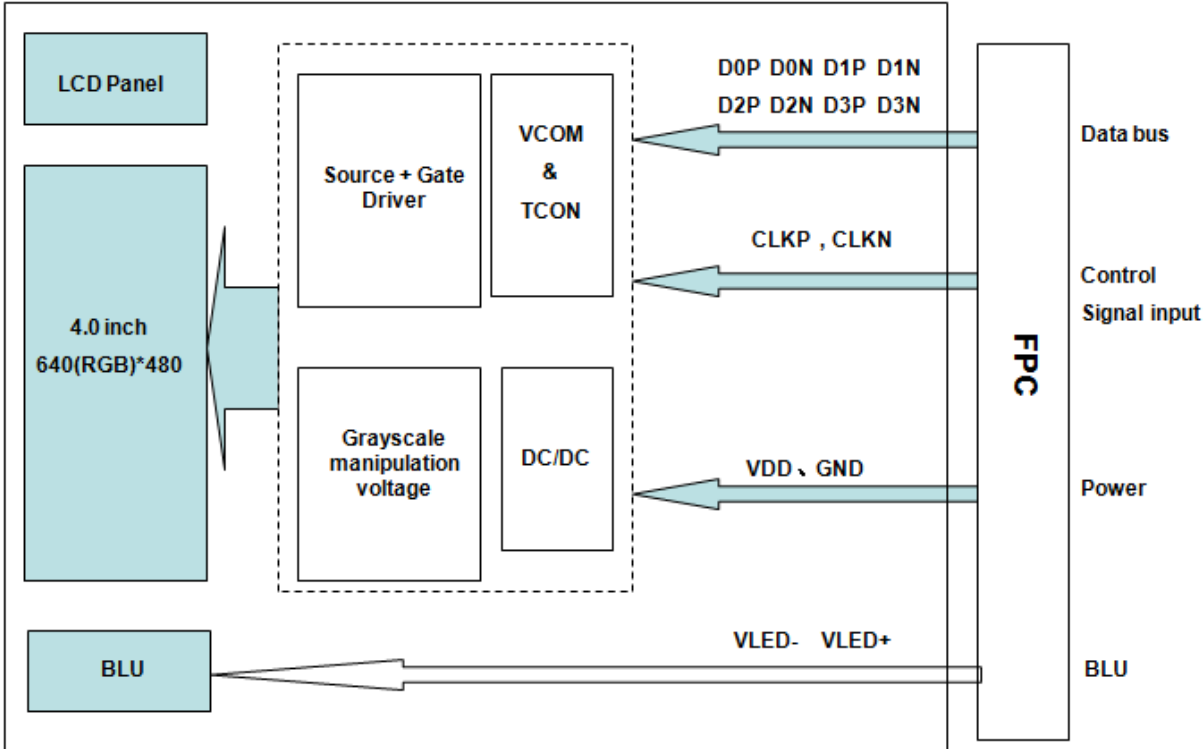 LCD Panel
4.0 inch
640(RGB)*480
BLU
Source + Gate
Driver
VCOM
&
TCON
Grayscale
manipulation
voltage
DC/DC
D0P D0N D1P D1N
D2P D2N D3P D3N
CLKP , CLKN
VDD、GND
VLED- VLED+
FPC
Data bus
Control
Signal input
Power
BLU